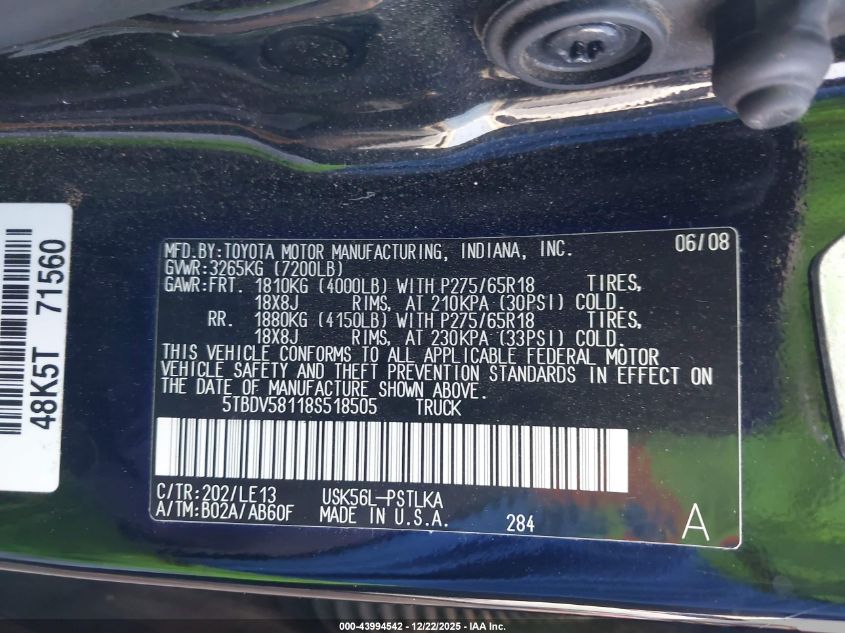 48K5T 71560
MFD.BY:TOYOTA MOTOR MANUFACTURING, INDIANA, INC. 06/08
GVWR:3265KG (7200LB)
GAWR:FRT. 1810KG (4000LB) WITH P275/65R18 TIRES,
18X8J RIMS, AT 210KPA (30PSI) COLD.
RR. 1880KG (4150LB) WITH P275/65R18 TIRES,
18X8J RIMS, AT 230KPA (33PSI) COLD.
THIS VEHICLE CONFORMS TO ALL APPLICABLE FEDERAL MOTOR
VEHICLE SAFETY AND THEFT PREVENTION STANDARDS IN EFFECT ON
THE DATE OF MANUFACTURE SHOWN ABOVE.
5TBDV58118S518505 TRUCK
C/TR:202/LE13 USK56L-PSTLKA
A/TM:B02A/AB60F MADE IN U.S.A. 284 A
000-43994542 - 12/22/2025 - IAA Inc.